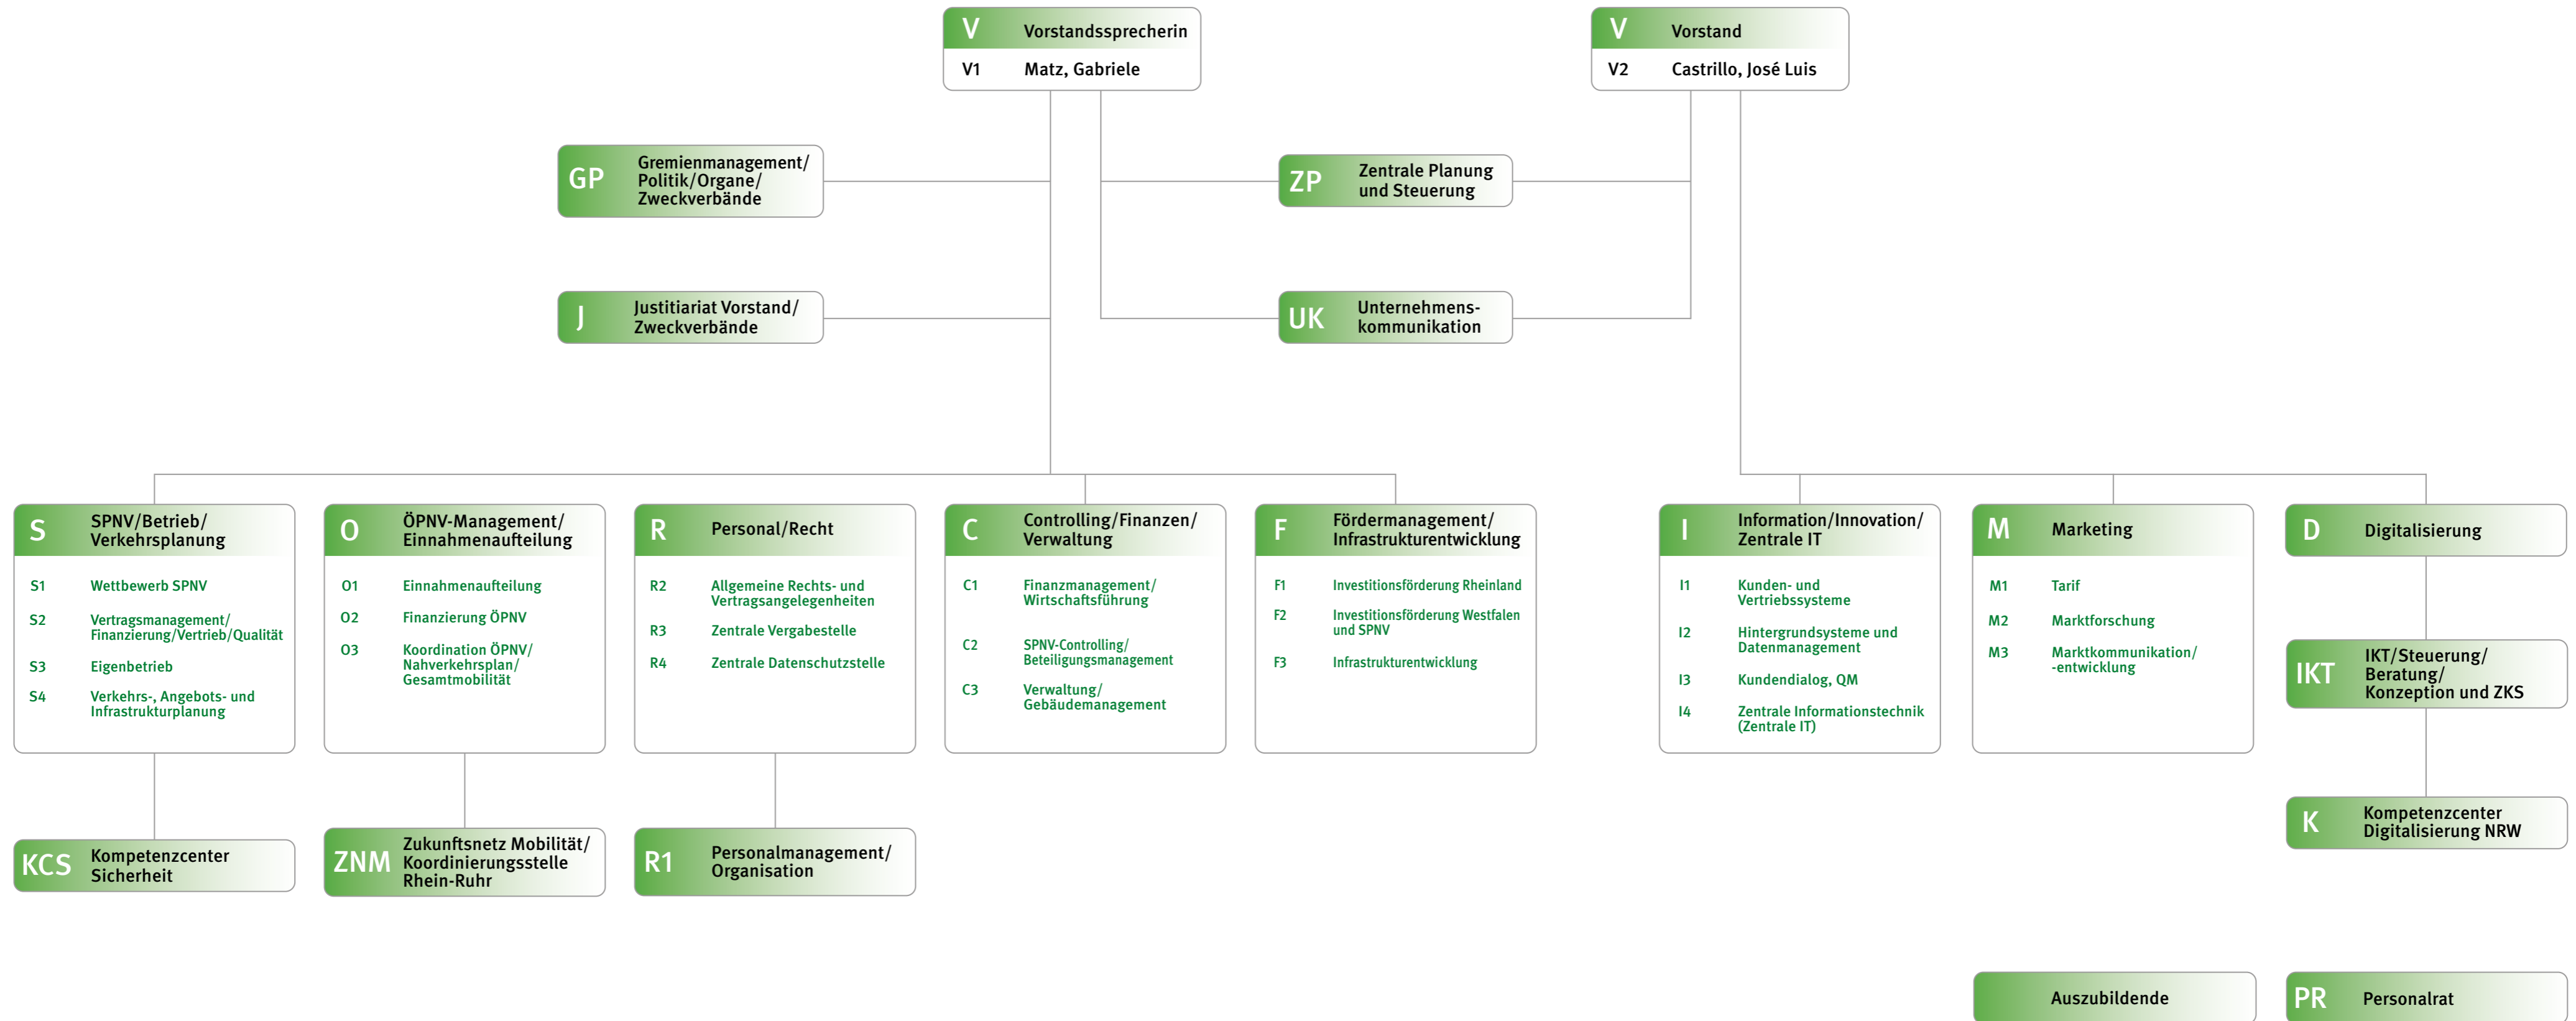 V Vorstandssprecherin
V1 Matz, Gabriele
V Vorstand
V2 Castrillo, José Luis
GP Gremienmanagement/
Politik/Organe/
Zweckverbände
ZP Zentrale Planung
und Steuerung
J Justitiariat Vorstand/
Zweckverbände
UK Unternehmens-
kommunikation
S SPNV/Betrieb/
Verkehrsplanung
S1 Wettbewerb SPNV
S2 Vertragsmanagement/
Finanzierung/Vertrieb/Qualität
S3 Eigenbetrieb
S4 Verkehrs-, Angebots- und
Infrastrukturplanung
O ÖPNV-Management/
Einnahmenaufteilung
O1 Einnahmenaufteilung
O2 Finanzierung ÖPNV
O3 Koordination ÖPNV/
Nahverkehrsplan/
Gesamtmobilität
R Personal/Recht
R2 Allgemeine Rechts- und
Vertragsangelegenheiten
R3 Zentrale Vergabestelle
R4 Zentrale Datenschutzstelle
C Controlling/Finanzen/
Verwaltung
C1 Finanzmanagement/
Wirtschaftsführung
C2 SPNV-Controlling/
Beteiligungsmanagement
C3 Verwaltung/
Gebäudemanagement
F Fördermanagement/
Infrastrukturentwicklung
F1 Investitionsförderung Rheinland
F2 Investitionsförderung Westfalen
und SPNV
F3 Infrastrukturentwicklung
I Information/Innovation/
Zentrale IT
I1 Kunden- und
Vertriebssysteme
I2 Hintergrundsysteme und
Datenmanagement
I3 Kundendialog, QM
I4 Zentrale Informationstechnik
(Zentrale IT)
M Marketing
M1 Tarif
M2 Marktforschung
M3 Marktkommunikation/
-entwicklung
D Digitalisierung
IKT IKT/Steuerung/
Beratung/
Konzeption und ZKS
K Kompetenzcenter
Digitalisierung NRW
KCS Kompetenzcenter
Sicherheit
ZNM Zukunftsnetz Mobilität/
Koordinierungsstelle
Rhein-Ruhr
R1 Personalmanagement/
Organisation
Auszubildende
PR Personalrat